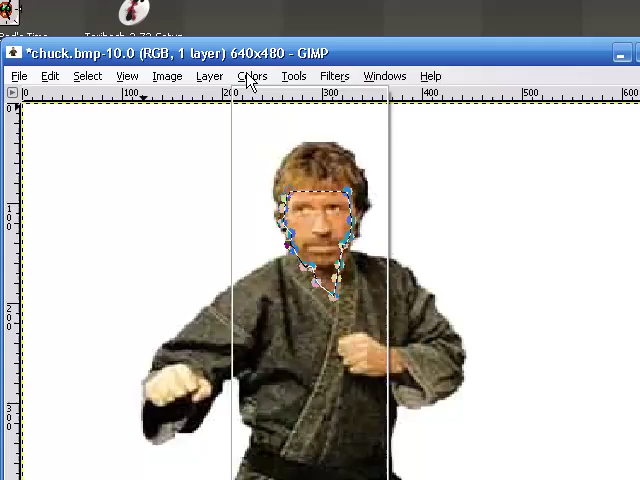 *chuck.bmp-10.0 (RGB, 1 layer) 640x480 - GIMP
File Edit Select View Image Layer Colors Tools Filters Windows Help
0 100 200 300 400 500 600
0
100
200
300